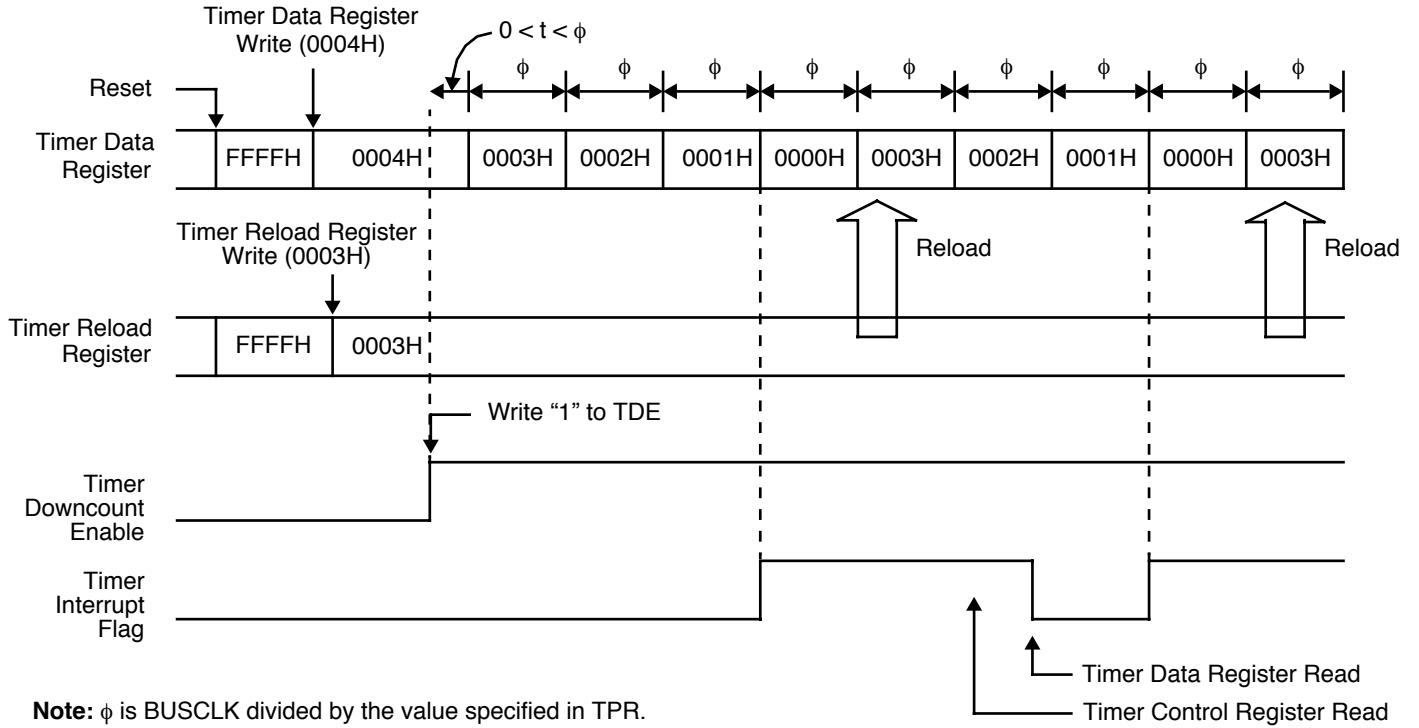 Timer Data Register
Write (0004H)
0 < t < ϕ
ϕ ϕ ϕ ϕ ϕ ϕ ϕ ϕ ϕ
Reset
Timer Data
Register
FFFFH 0004H 0003H 0002H 0001H 0000H 0003H 0002H 0001H 0000H 0003H
Timer Reload Register
Write (0003H)
Reload Reload
Timer Reload
Register
FFFFH 0003H
Write “1” to TDE
Timer
Downcount
Enable
Timer
Interrupt
Flag
Timer Data Register Read
Timer Control Register Read
Note: ϕ is BUSCLK divided by the value specified in TPR.